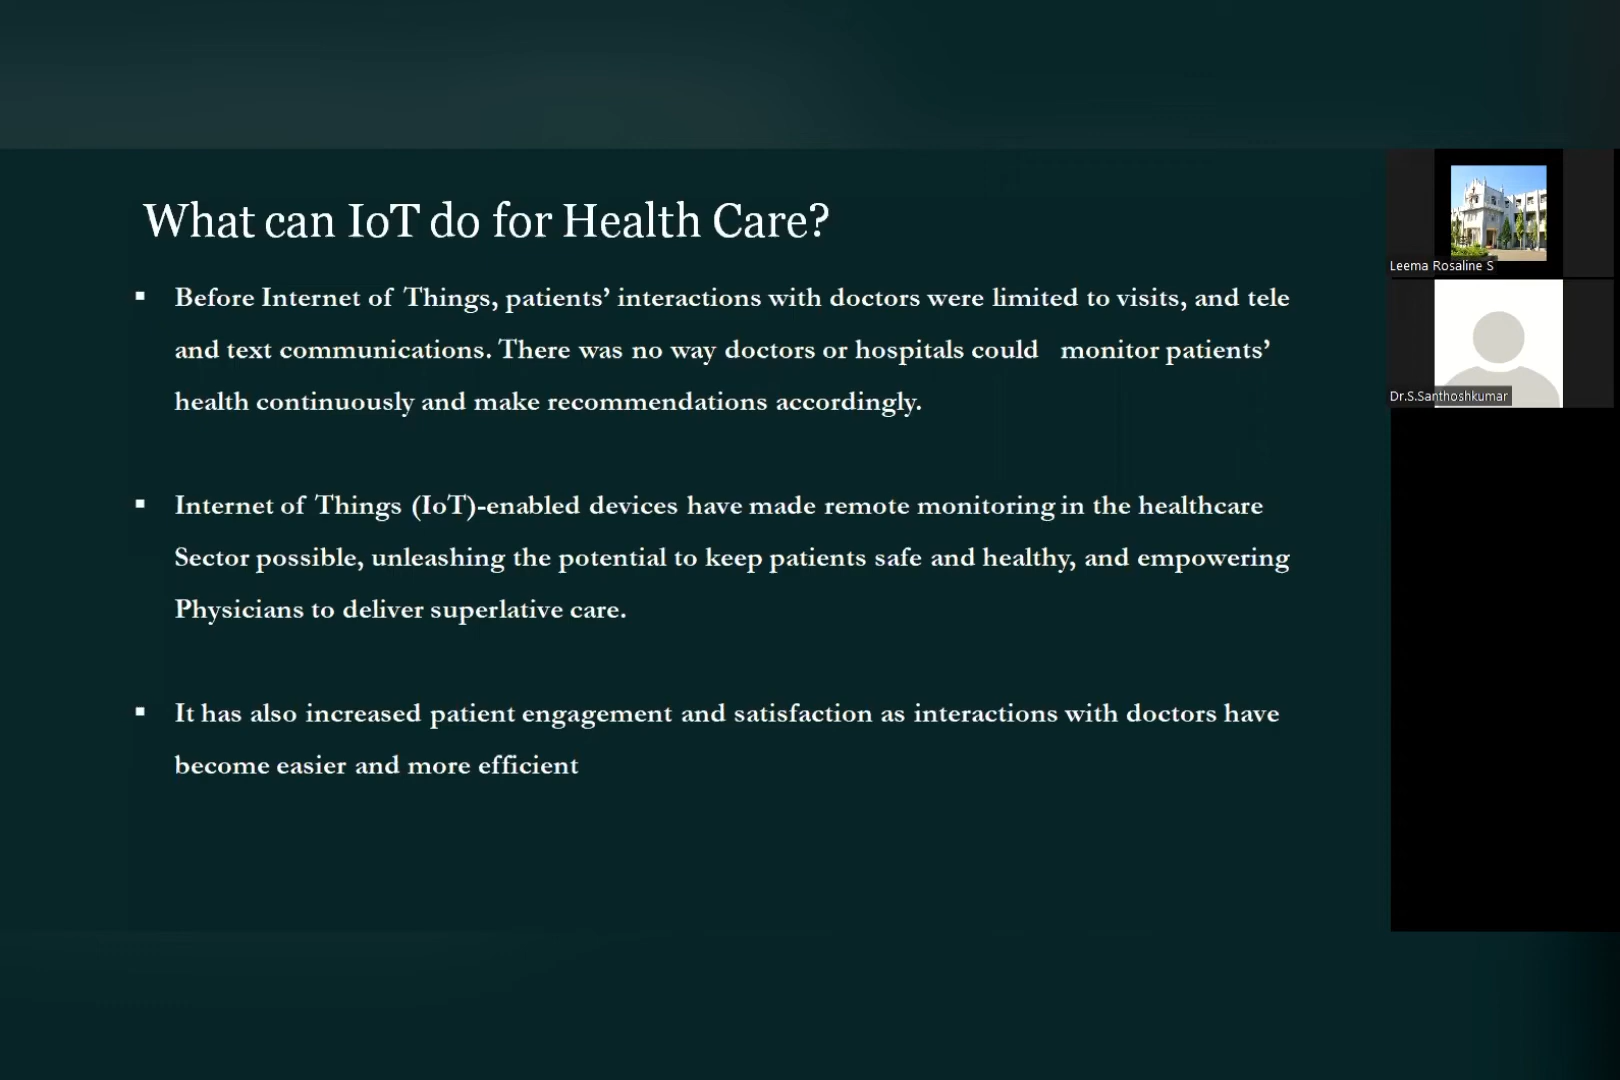 What can IoT do for Health Care?
▪ Before Internet of Things, patients’ interactions with doctors were limited to visits, and tele
and text communications. There was no way doctors or hospitals could monitor patients’
health continuously and make recommendations accordingly.
▪ Internet of Things (IoT)-enabled devices have made remote monitoring in the healthcare
Sector possible, unleashing the potential to keep patients safe and healthy, and empowering
Physicians to deliver superlative care.
▪ It has also increased patient engagement and satisfaction as interactions with doctors have
become easier and more efficient
Leema Rosaline S
Dr.S.Santhoshkumar